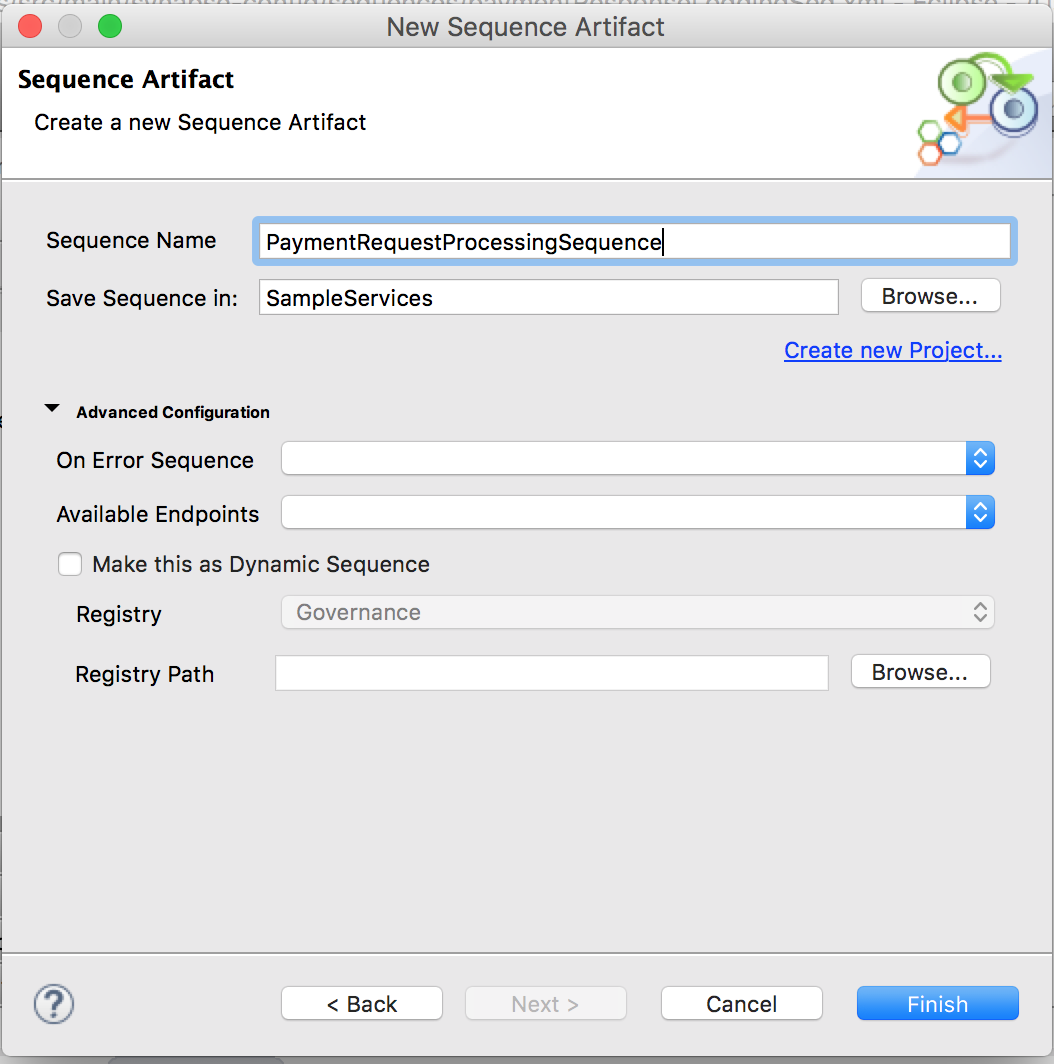 New Sequence Artifact
Sequence Artifact
Create a new Sequence Artifact
Sequence Name PaymentRequestProcessingSequence
Save Sequence in: SampleServices Browse...
Create new Project...
Advanced Configuration
On Error Sequence
Available Endpoints
Make this as Dynamic Sequence
Registry Governance
Registry Path Browse...
? < Back Next > Cancel Finish